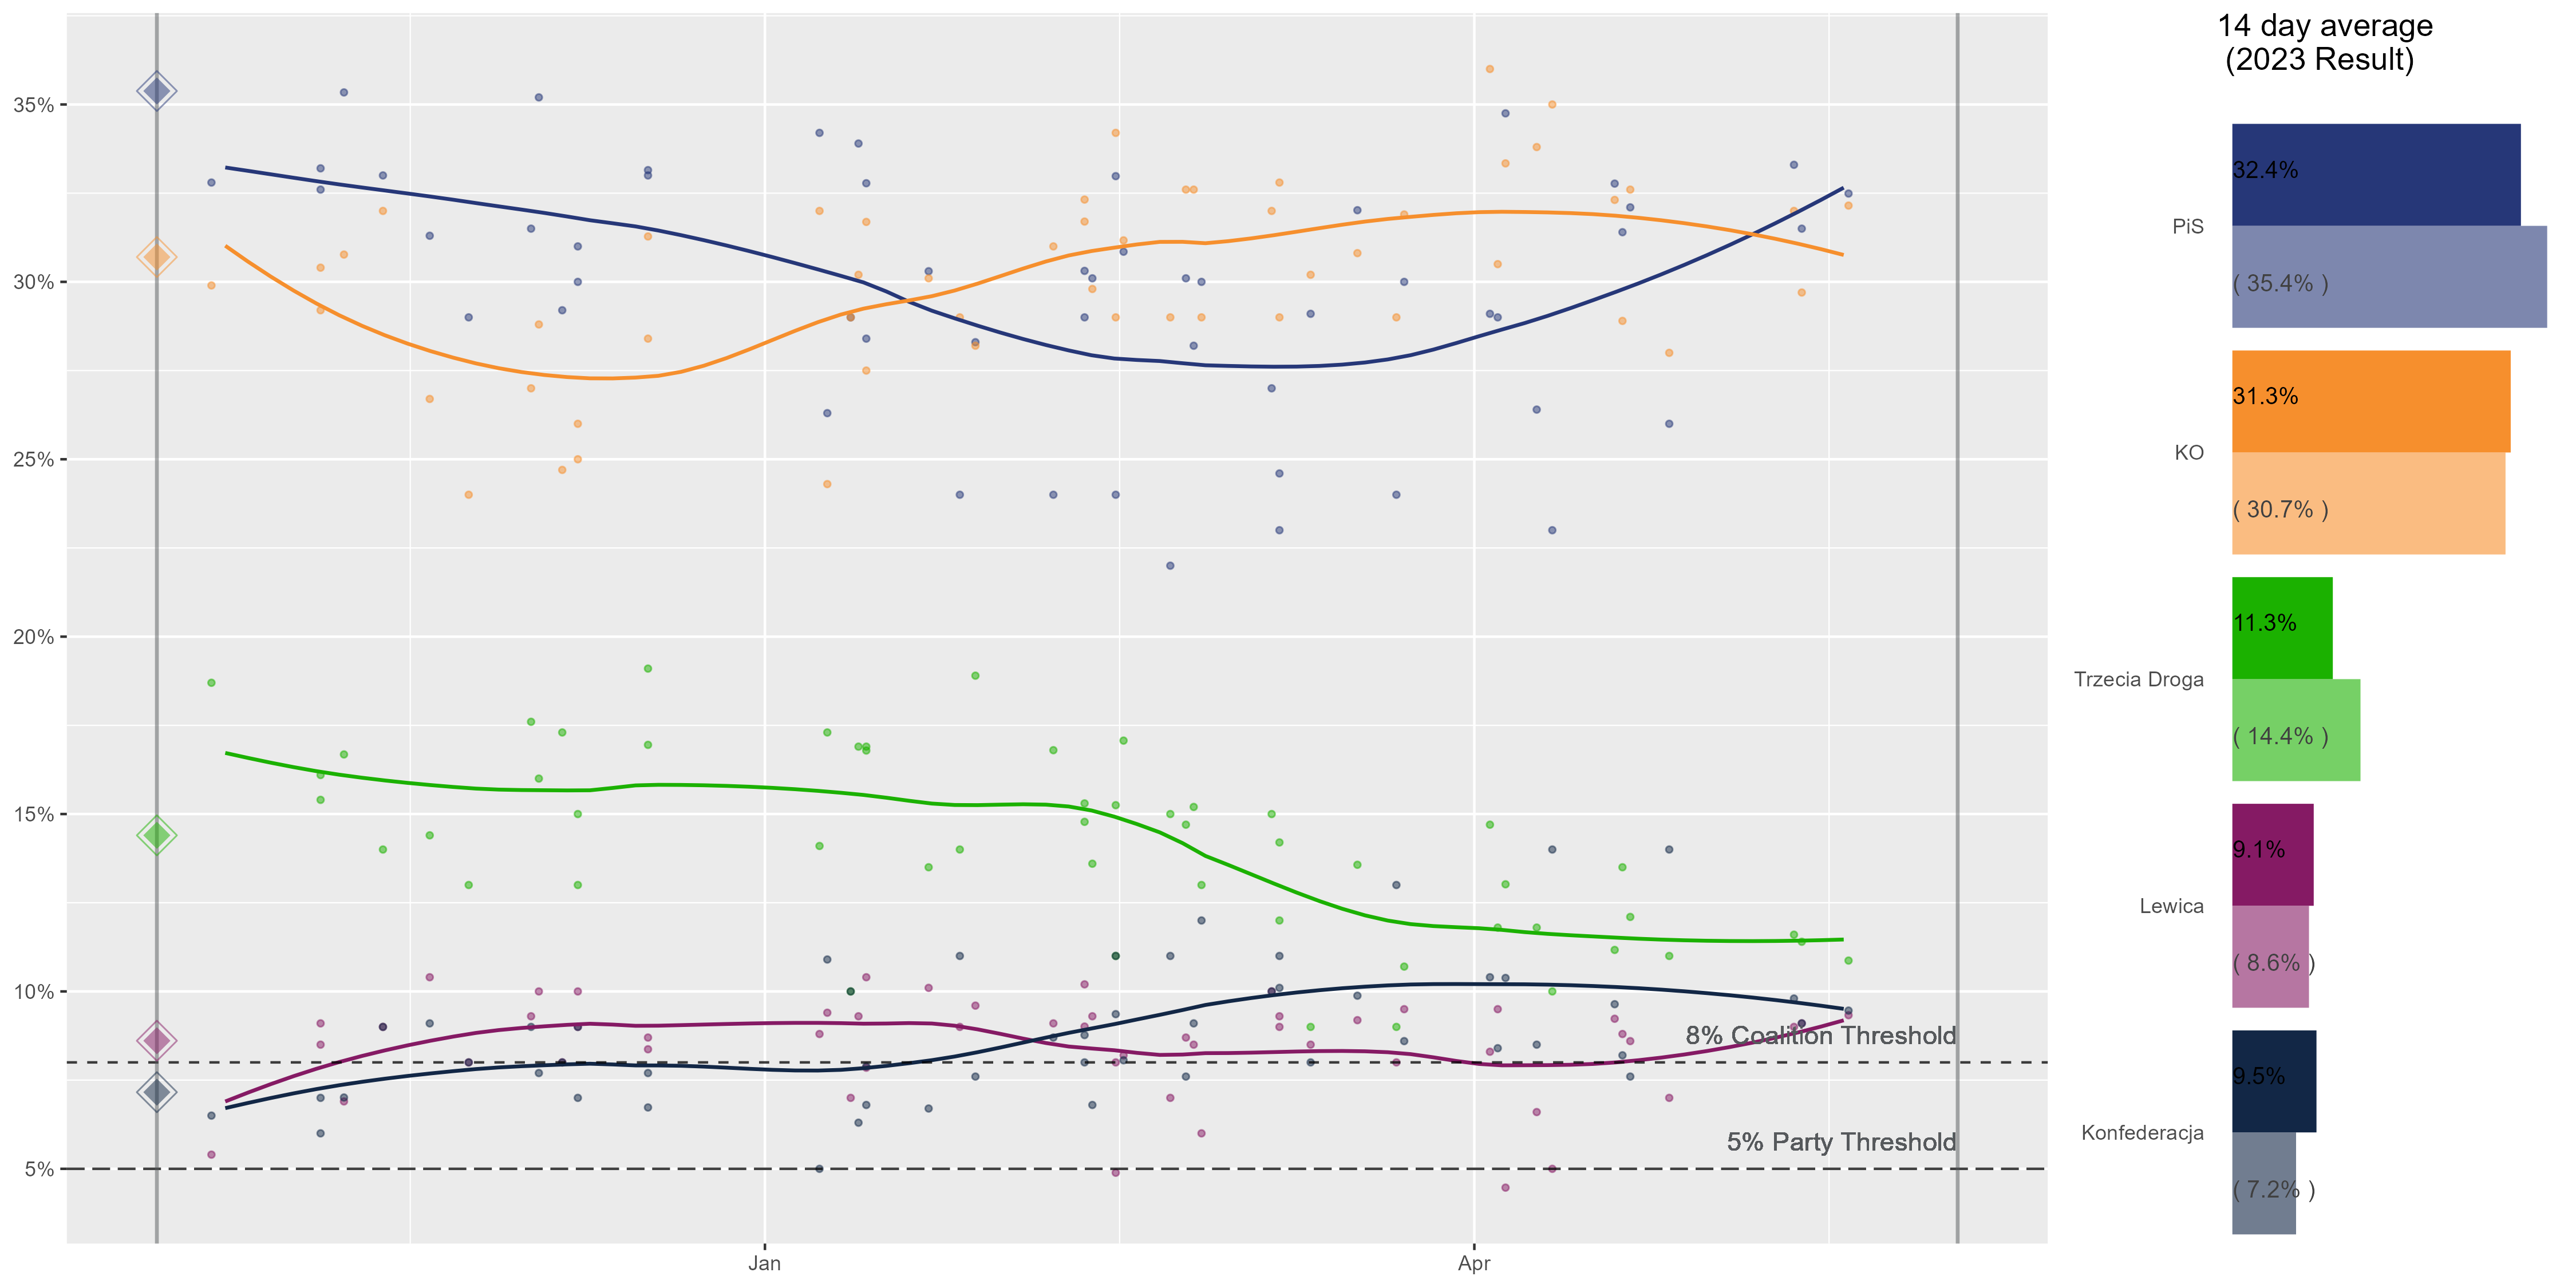 14 day average
(2023 Result)
35%
30%
25%
20%
15%
10%
5%
8% Coalition Threshold
5% Party Threshold
Jan
Apr
PiS
32.4%
( 35.4% )
KO
31.3%
( 30.7% )
Trzecia Droga
11.3%
( 14.4% )
Lewica
9.1%
( 8.6% )
Konfederacja
9.5%
( 7.2% )